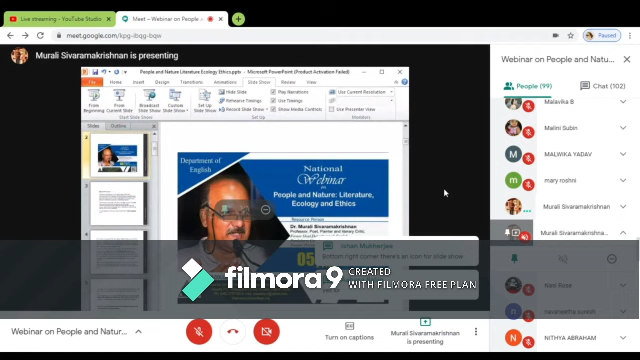 Live streaming - YouTube Studio
Meet – Webinar on People
meet.google.com/kpg-ibqg-bqw
Paused
Murali Sivaramakrishnan is presenting
Webinar on People and Natu...
People and Nature Literature Ecology Ethics.pptx - Microsoft PowerPoint (Product Activation Failed)
File Home Insert Design Transitions Animations Slide Show Review View
From Beginning
From Current Slide
Broadcast Slide Show
Custom Slide Show
Set Up Slide Show
Hide Slide
Rehearse Timings
Record Slide Show
Play Narrations
Use Timings
Show Media Controls
Use Current Resolution
Use Presenter View
Start Slide Show
Set Up
Monitors
Slides Outline
People (99)
Chat (102)
Malavika B
Malini Subin
MALWIKA YADAV
mary roshni
Murali Sivaramakrishnan
Murali Sivaramakrishna...
Nani Rose
navaneetha suresh
NITHYA ABRAHAM
Department of
English
National
Webinar
on
People and Nature: Literature,
Ecology and Ethics
Resource Person
Dr. Murali Sivaramakrishnan
05
Ishan Mukherjee
Bottom right corner there's an icon for slide show
filmora 9
CREATED
WITH FILMORA FREE PLAN
Webinar on People and Natur...
Turn on captions
Murali Sivaramakrishnan
is presenting